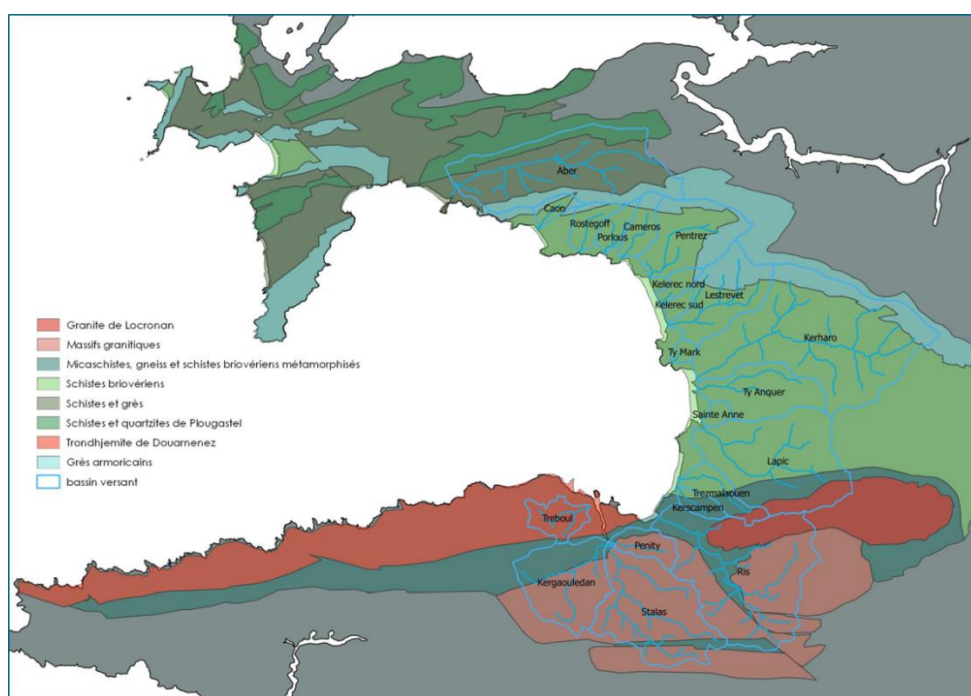 Aber
Caon
Rostegoff
Cameros
Porlous
Pentrez
Kelerec nord
Lestrevet
Kelerec sud
Kerharo
Ty Mark
Ty Anquer
Sainte Anne
Lapic
Trezmalaouen
Kerscampen
Treboul
Penity
Ris
Kergaouledan
Stalas
Granite de Locronan
Massifs granitiques
Micaschistes, gneiss et schistes briovériens métamorphisés
Schistes briovériens
Schistes et grès
Schistes et quartzites de Plougastel
Trondhjemite de Douarnenez
Grès armoricains
bassin versant